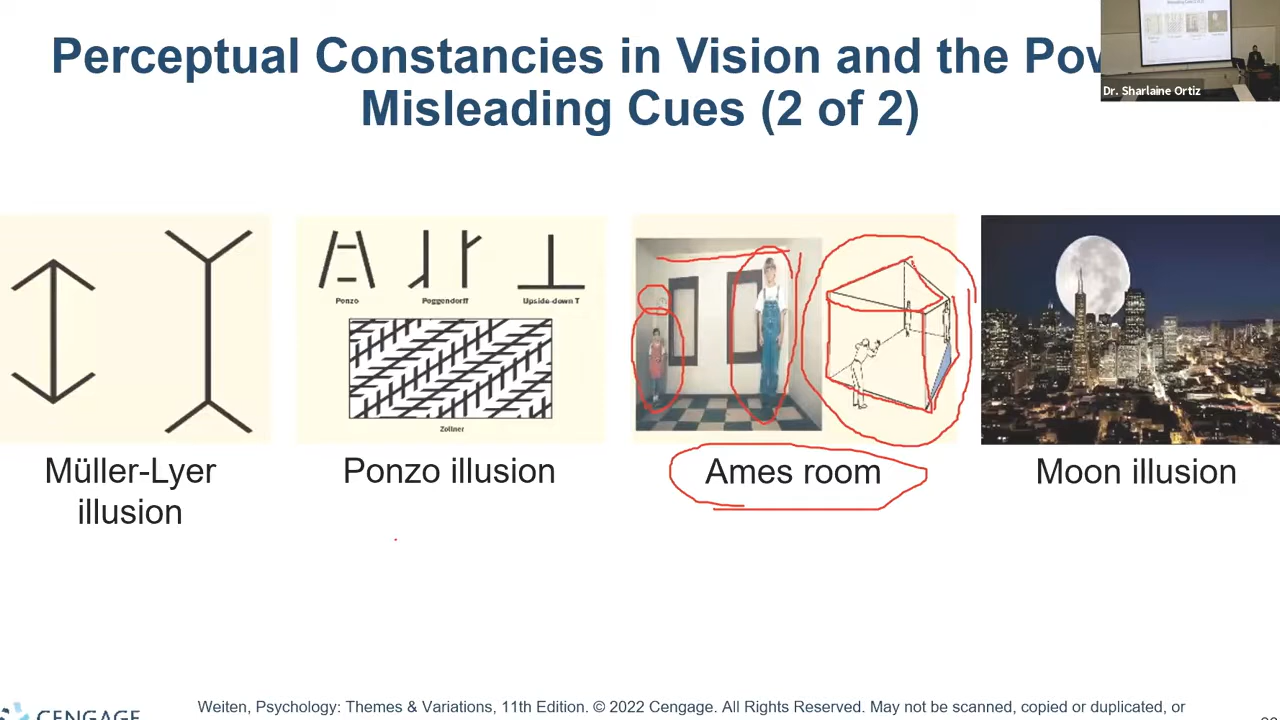 Perceptual Constancies in Vision and the Pow
Misleading Cues (2 of 2)
Dr. Sharlaine Ortiz
Ponzo
Poggendorff
Upside-down T
Zollner
Müller-Lyer
illusion
Ponzo illusion
Ames room
Moon illusion
CENGAGE
Weiten, Psychology: Themes & Variations, 11th Edition. © 2022 Cengage. All Rights Reserved. May not be scanned, copied or duplicated, or